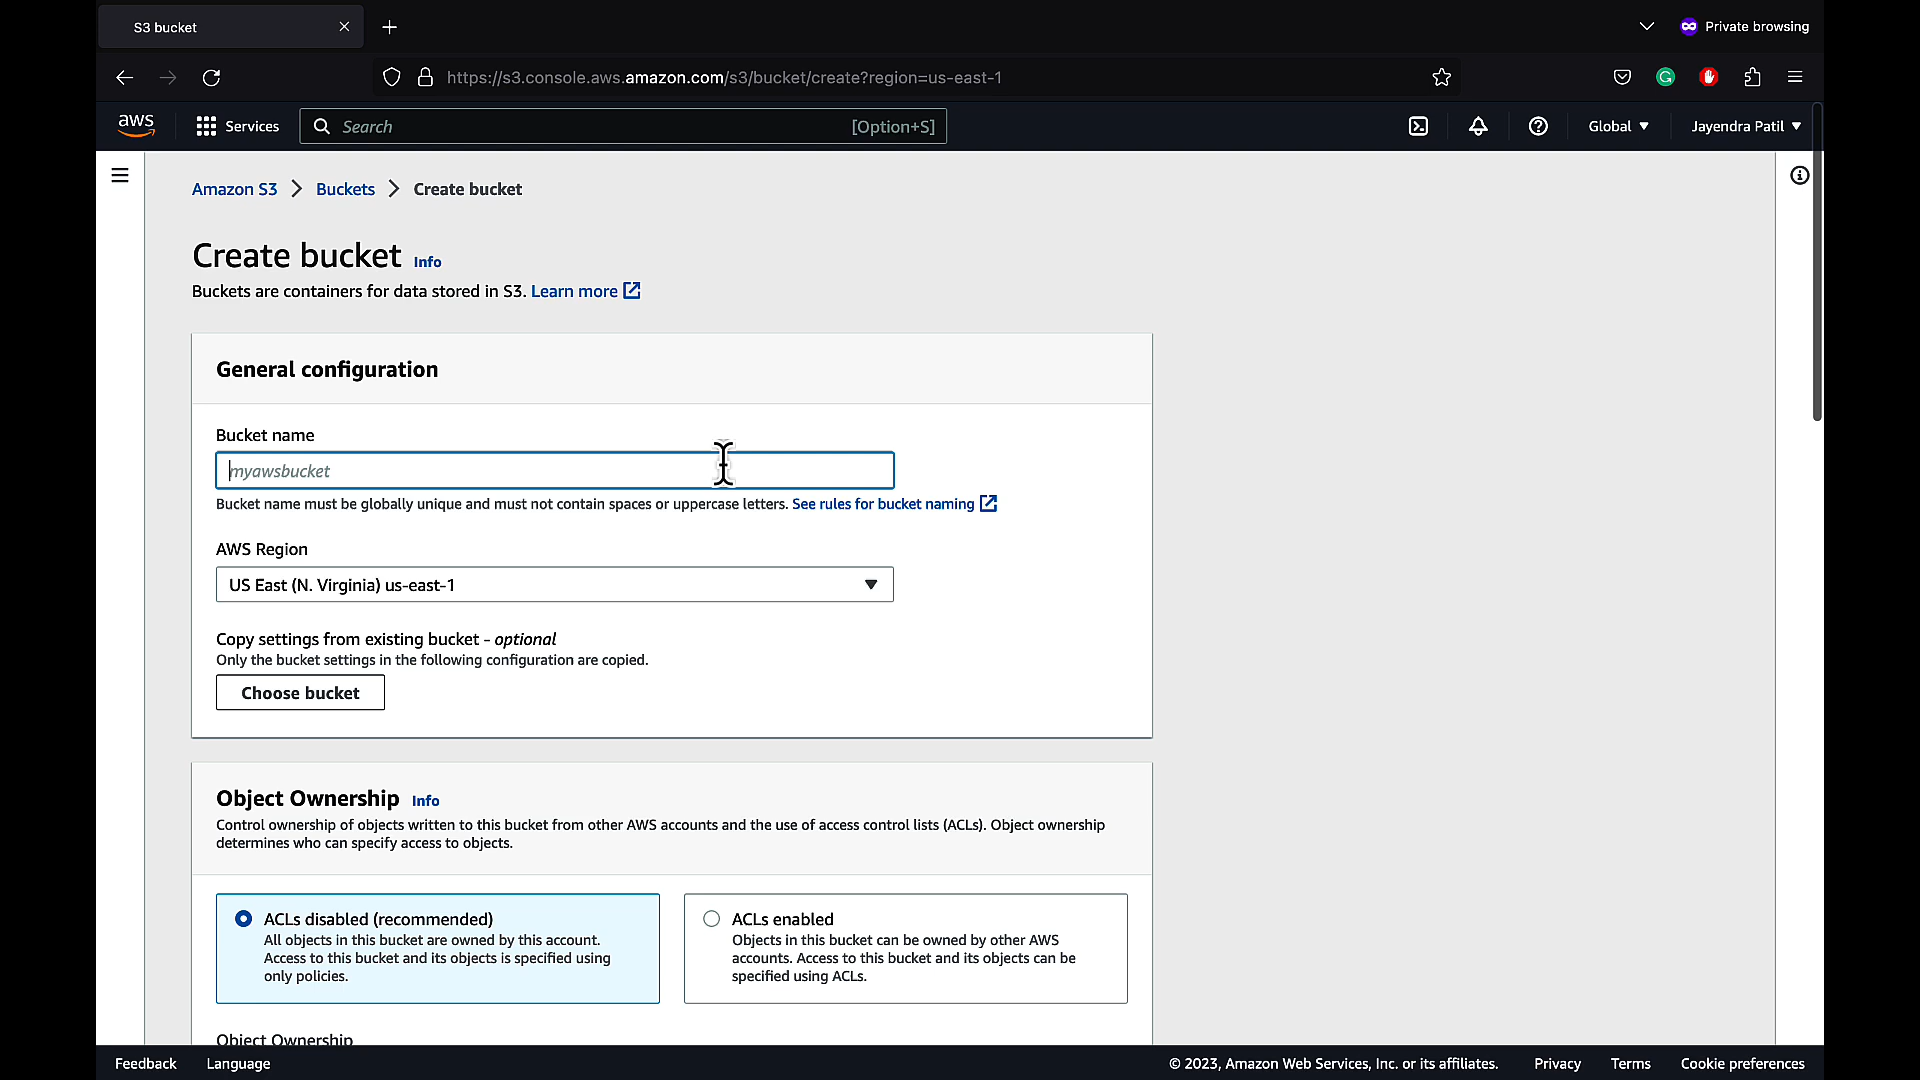 S3 bucket
Private browsing
https://s3.console.aws.amazon.com/s3/bucket/create?region=us-east-1
aws
Services
Search
[Option+S]
Global
Jayendra Patil
Amazon S3
Buckets
Create bucket
Create bucket Info
Buckets are containers for data stored in S3. Learn more
General configuration
Bucket name
myawsbucket
Bucket name must be globally unique and must not contain spaces or uppercase letters. See rules for bucket naming
AWS Region
US East (N. Virginia) us-east-1
Copy settings from existing bucket - optional
Only the bucket settings in the following configuration are copied.
Choose bucket
Object Ownership Info
Control ownership of objects written to this bucket from other AWS accounts and the use of access control lists (ACLs). Object ownership
determines who can specify access to objects.
ACLs disabled (recommended)
All objects in this bucket are owned by this account.
Access to this bucket and its objects is specified using
only policies.
ACLs enabled
Objects in this bucket can be owned by other AWS
accounts. Access to this bucket and its objects can be
specified using ACLs.
Object Ownership
Feedback
Language
© 2023, Amazon Web Services, Inc. or its affiliates.
Privacy
Terms
Cookie preferences